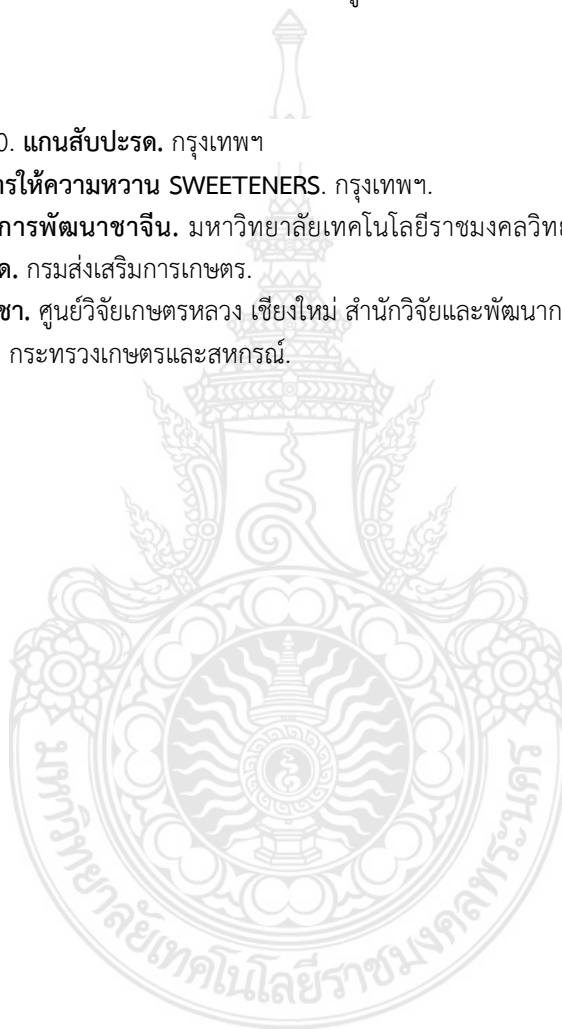 0. แกนสับปะรด. กรุงเทพฯ
ารให้ความหวาน SWEETENERS. กรุงเทพฯ.
การพัฒนาชาจีน. มหาวิทยาลัยเทคโนโลยีราชมงคลวิทย
ด. กรมส่งเสริมการเกษตร.
ชา. ศูนย์วิจัยเกษตรหลวง เชียงใหม่ สำนักวิจัยและพัฒนาก
กระทรวงเกษตรและสหกรณ์.
มหาวิทยาลัยเทคโนโลยีราชมงคลพระนคร